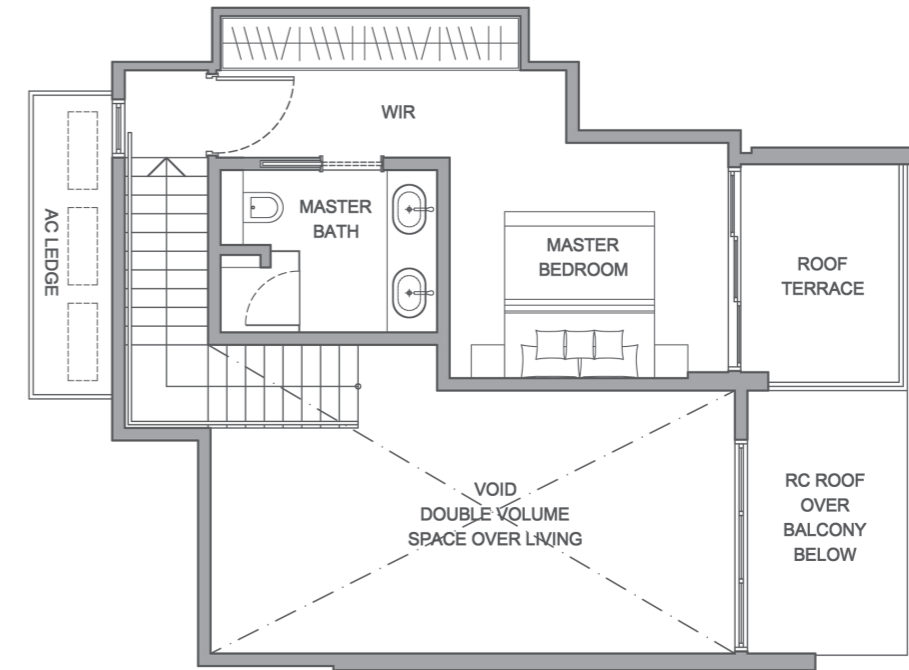 WIR
MASTER
BATH
AC LEDGE
MASTER
BEDROOM
ROOF
TERRACE
VOID
DOUBLE VOLUME
SPACE OVER LIVING
RC ROOF
OVER
BALCONY
BELOW